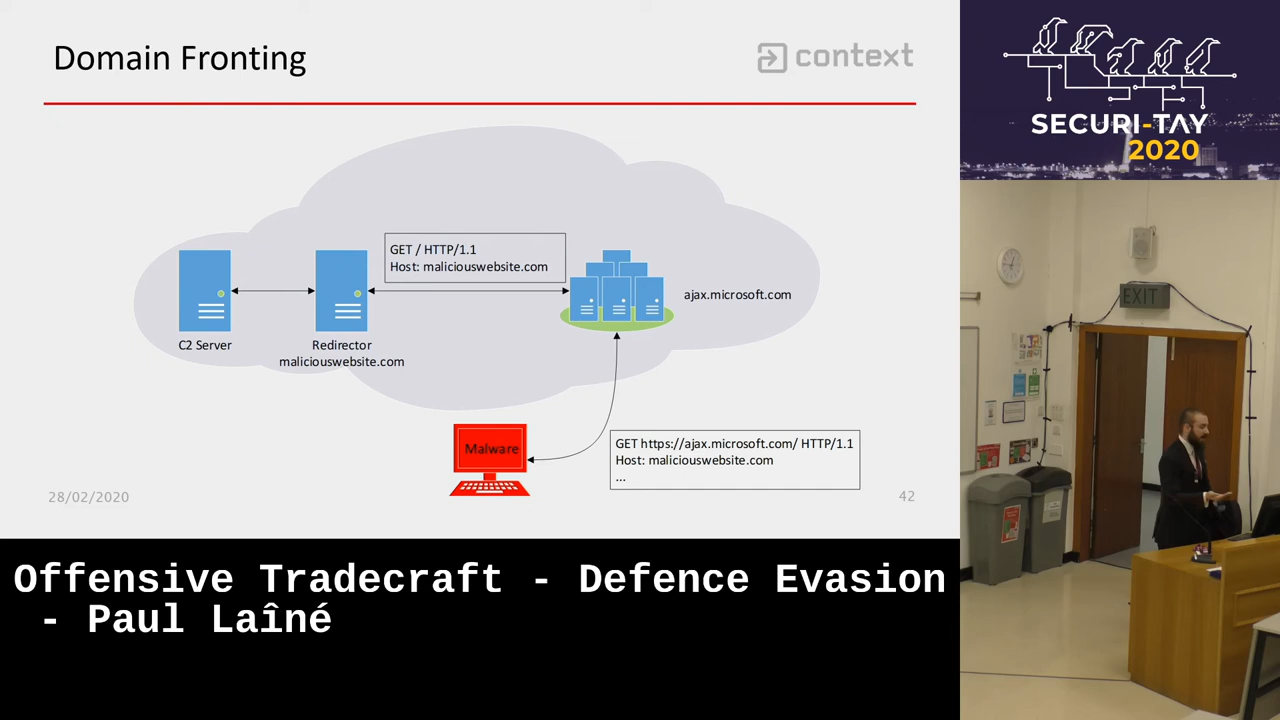 Domain Fronting
context
GET / HTTP/1.1
Host: maliciouswebsite.com
ajax.microsoft.com
C2 Server
Redirector
maliciouswebsite.com
Malware
GET https://ajax.microsoft.com/ HTTP/1.1
Host: maliciouswebsite.com
...
28/02/2020
42
SECURI-TAY
2020
EXIT
Offensive Tradecraft - Defence Evasion
- Paul Laîné